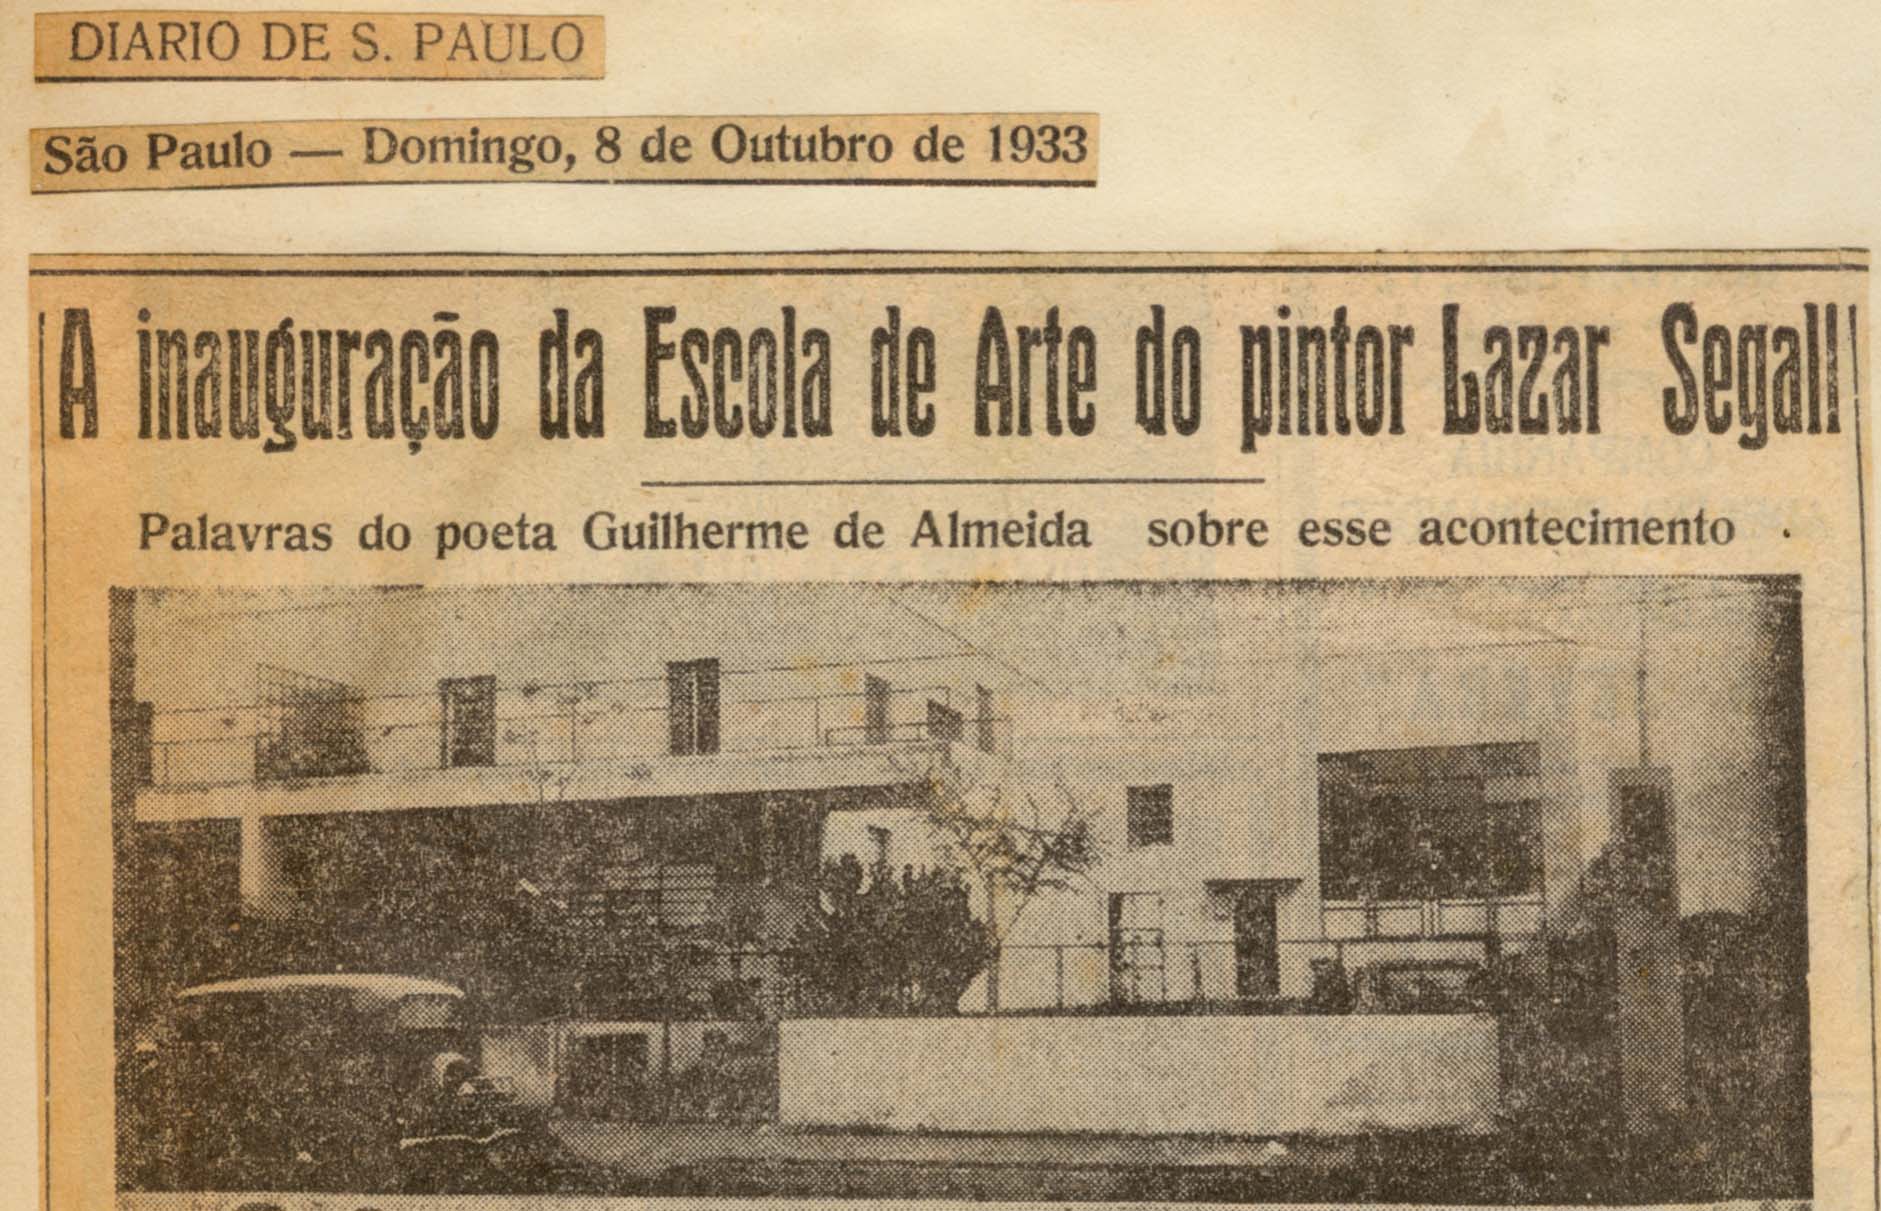 DIARIO DE S. PAULO
São Paulo — Domingo, 8 de Outubro de 1933
A inauguração da Escola de Arte do pintor Lazar Segall
Palavras do poeta Guilherme de Almeida sobre esse acontecimento .